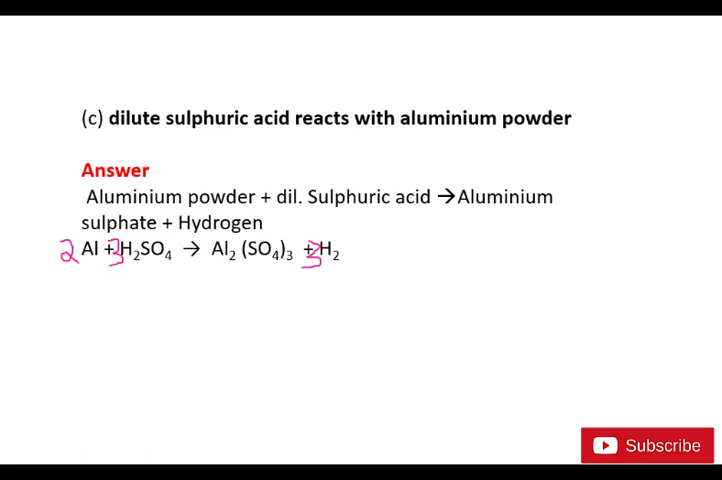 (c) dilute sulphuric acid reacts with aluminium powder
Answer
Aluminium powder + dil. Sulphuric acid →Aluminium
sulphate + Hydrogen
2 Al + 3 H₂SO₄ → Al₂ (SO₄)₃ + 3 H₂
Subscribe